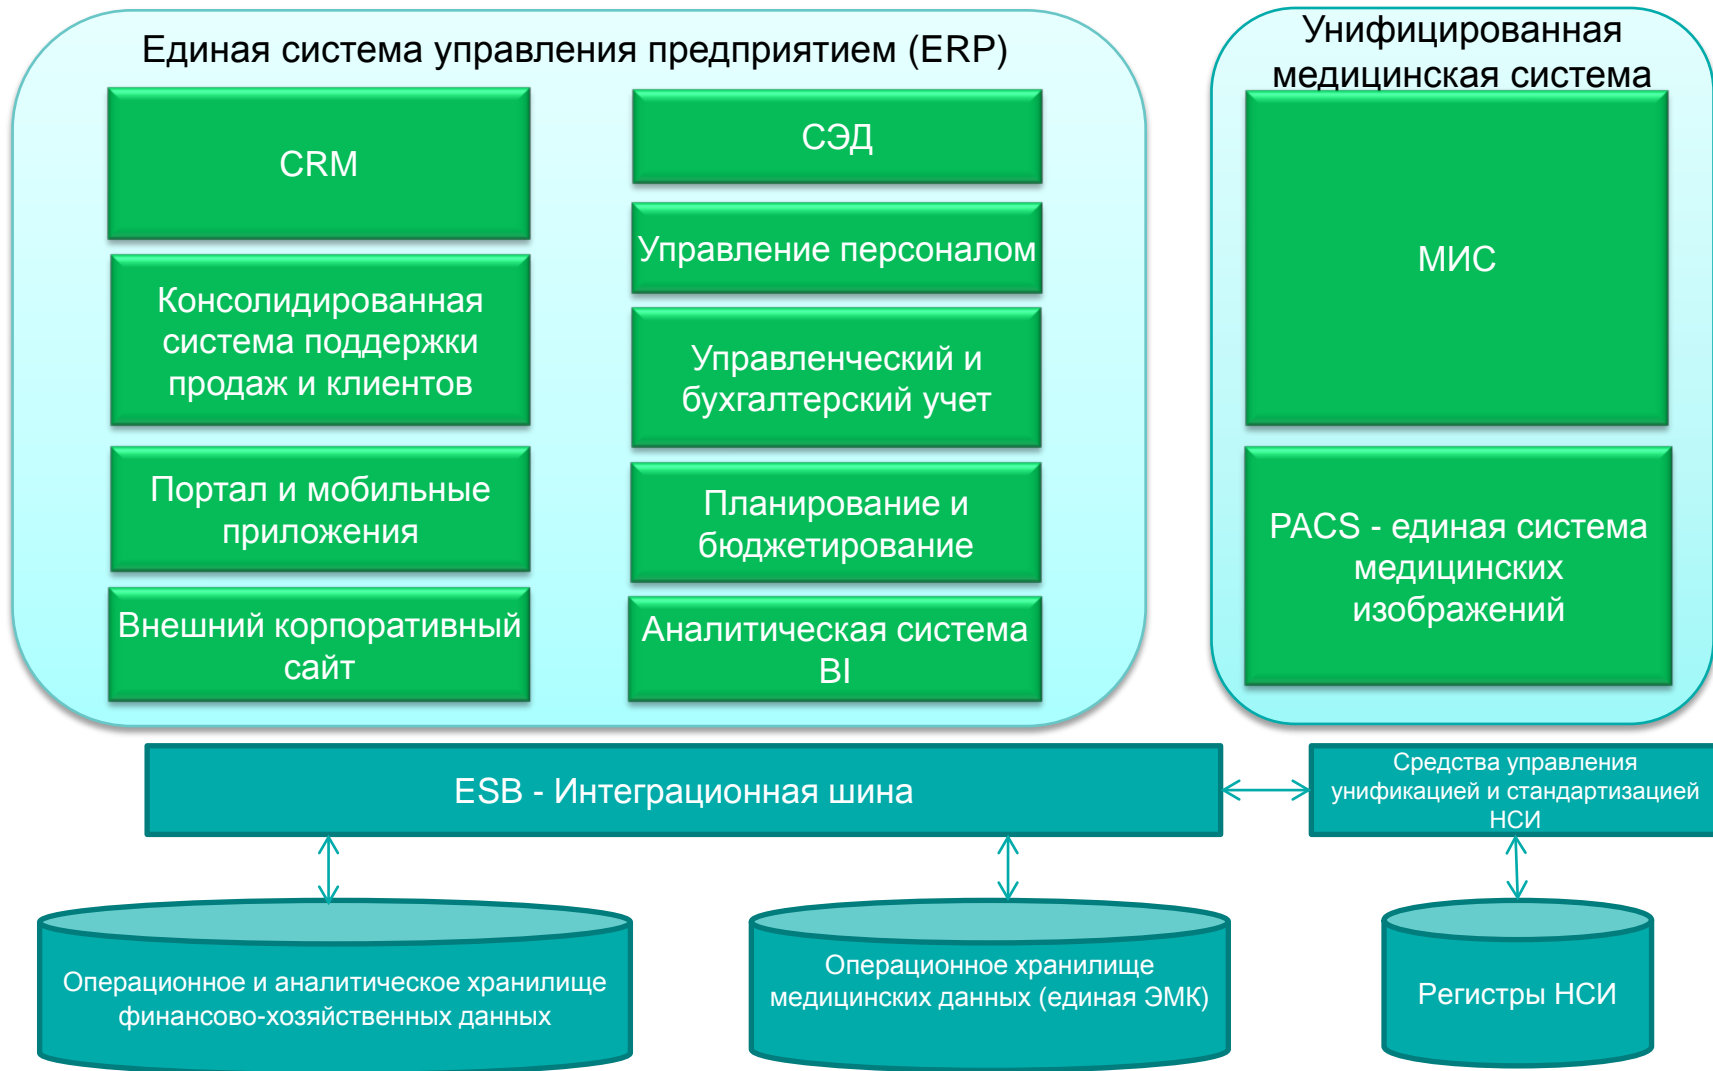 Единая система управления предприятием (ERP)
CRM
Консолидированная
система поддержки
продаж и клиентов
Портал и мобильные
приложения
Внешний корпоративный
сайт
СЭД
Управление персоналом
Управленческий и
бухгалтерский учет
Планирование и
бюджетирование
Аналитическая система
BI
Унифицированная
медицинская система
МИС
PACS - единая система
медицинских
изображений
ESB - Интеграционная шина
Средства управления
унификацией и стандартизацией
НСИ
Операционное и аналитическое хранилище
финансово-хозяйственных данных
Операционное хранилище
медицинских данных (единая ЭМК)
Регистры НСИ